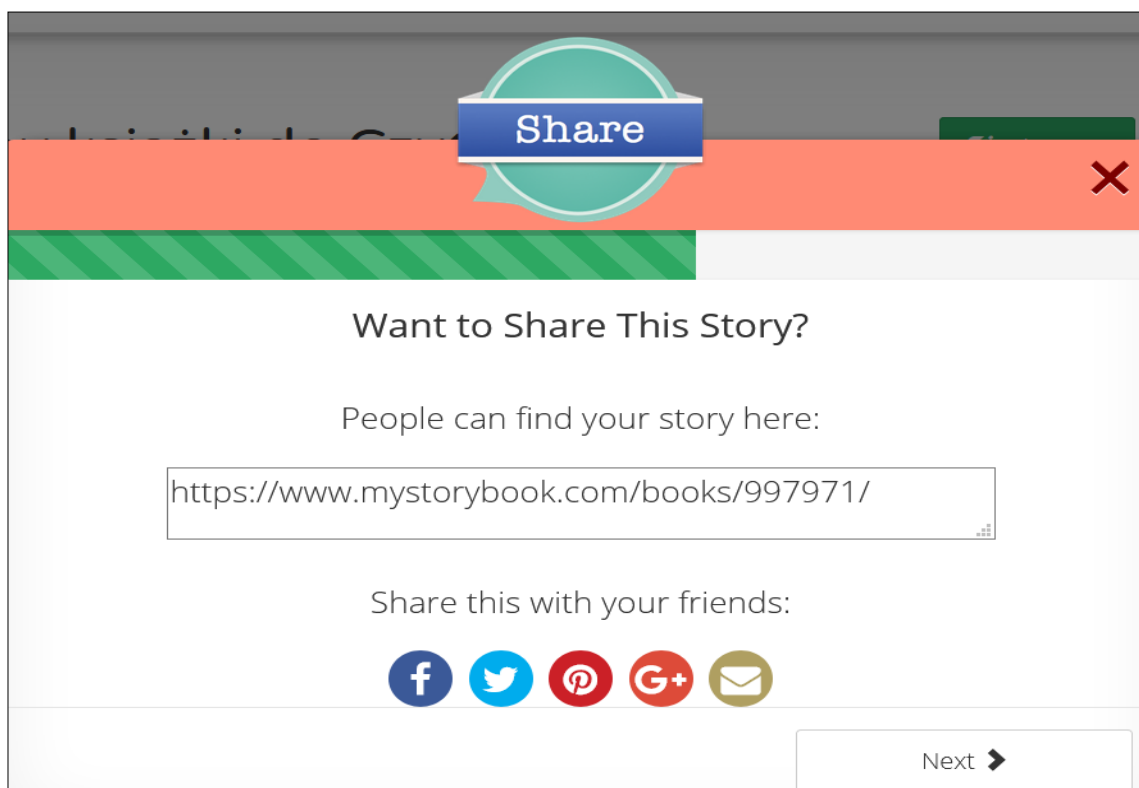 Share
Want to Share This Story?
People can find your story here:
https://www.mystorybook.com/books/997971/
Share this with your friends:
Next